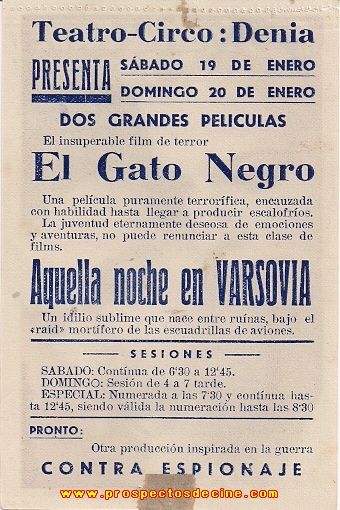 Teatro-Circo : Denia
PRESENTA
SÁBADO 19 DE ENERO
DOMINGO 20 DE ENERO
DOS GRANDES PELICULAS
El insuperable film de terror
El Gato Negro
Una película puramente terrorífica, encauzada
con habilidad hasta llegar a producir escalofríos.
La juventud eternamente deseosa de emociones
y aventuras, no puede renunciar a esta clase de
films.
Aquella noche en VARSOVIA
Un idilio sublime que nace entre ruínas, bajo el
«raid» mortífero de las escuadrillas de aviones.
SESIONES
SABADO: Contínua de 6'30 a 12'45.
DOMINGO: Sesión de 4 a 7 tarde.
ESPECIAL: Numerada a las 7'30 y contínua has-
ta 12'45, siendo válida la numeración hasta las 8'30
PRONTO:
Otra producción inspirada en la guerra
CONTRA ESPIONAJE
www.prospectosdecine.com